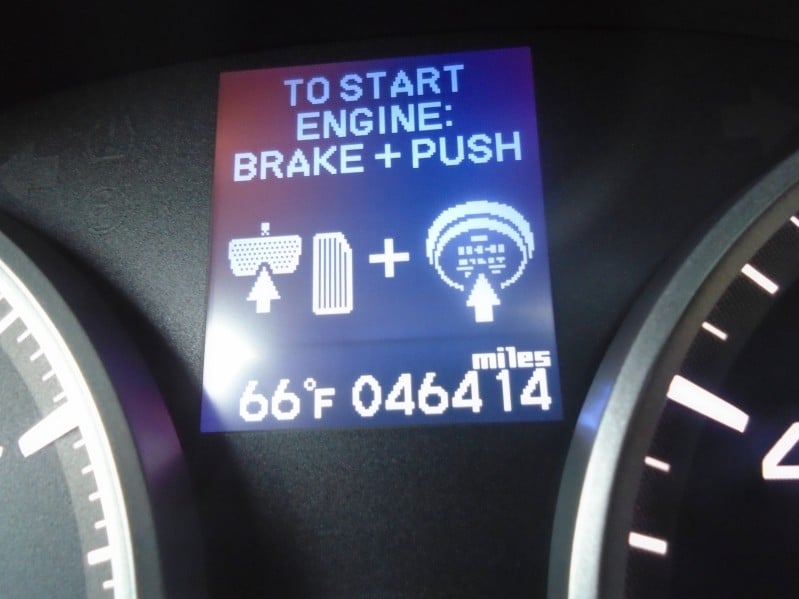 TO START
ENGINE:
BRAKE + PUSH
+
miles
66°F 046414